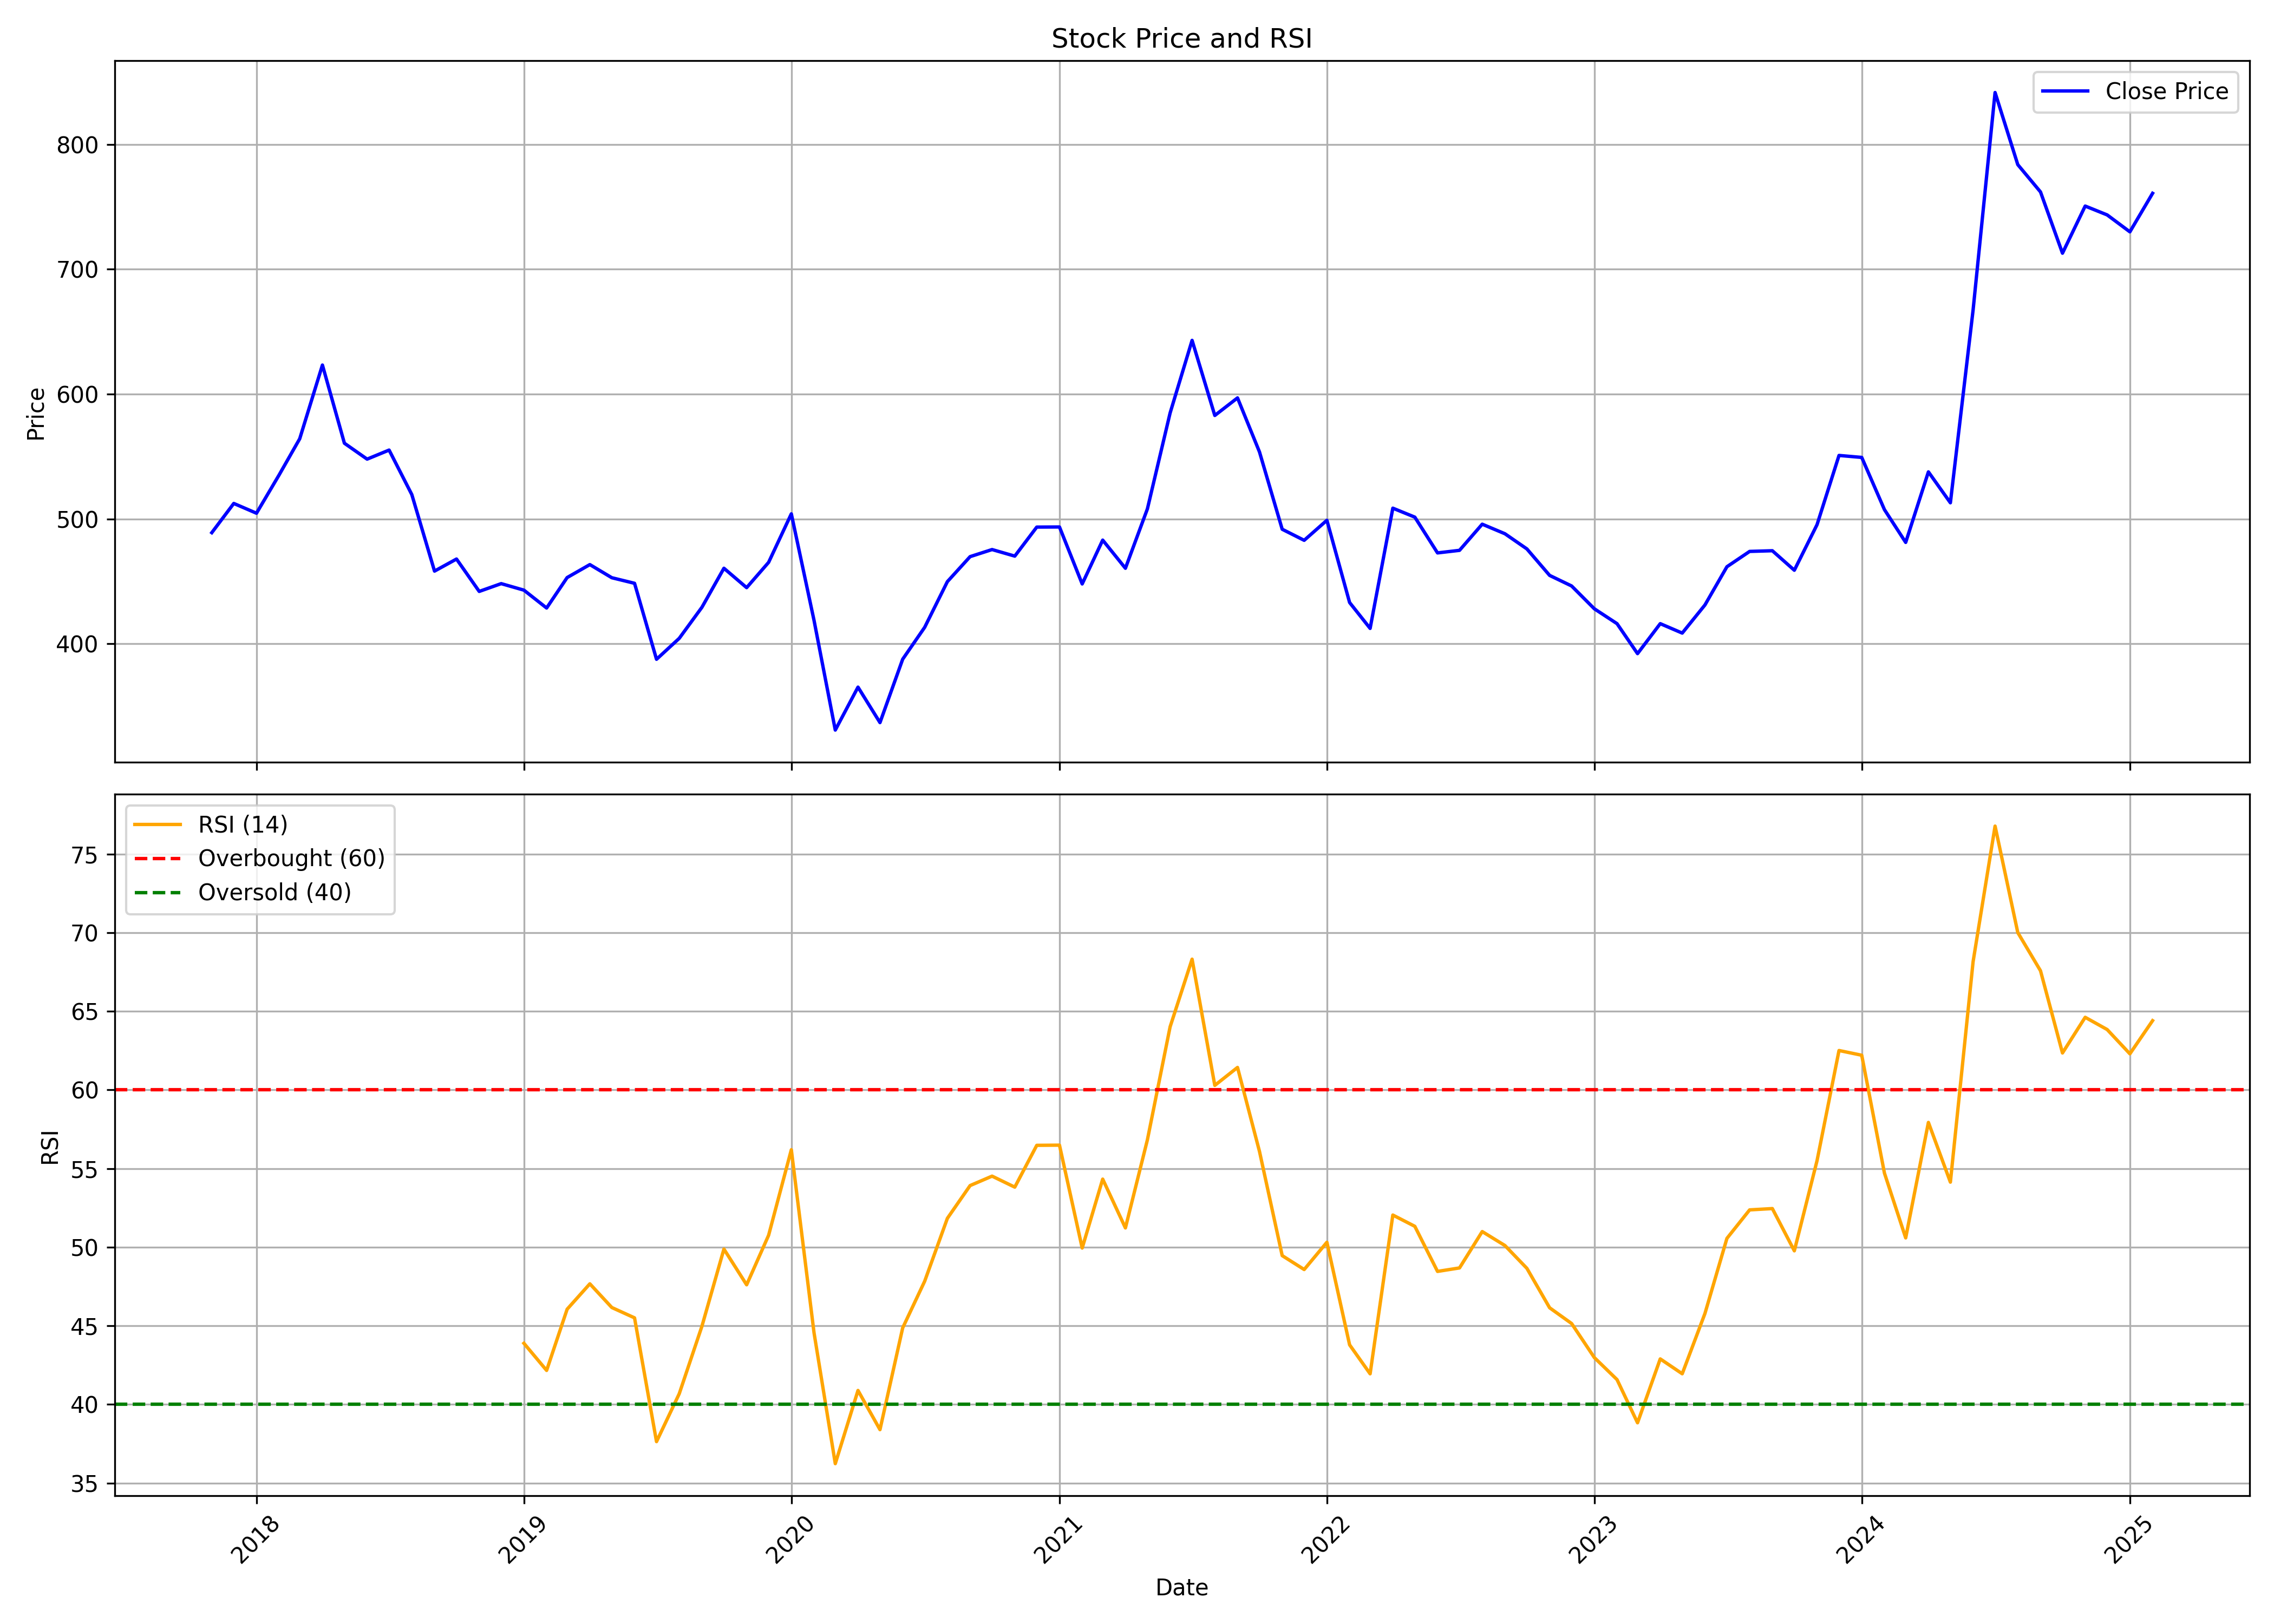 Stock Price and RSI
Close Price
Price
800
700
600
500
400
RSI (14)
Overbought (60)
Oversold (40)
RSI
75
70
65
60
55
50
45
40
35
2018
2019
2020
2021
2022
2023
2024
2025
Date